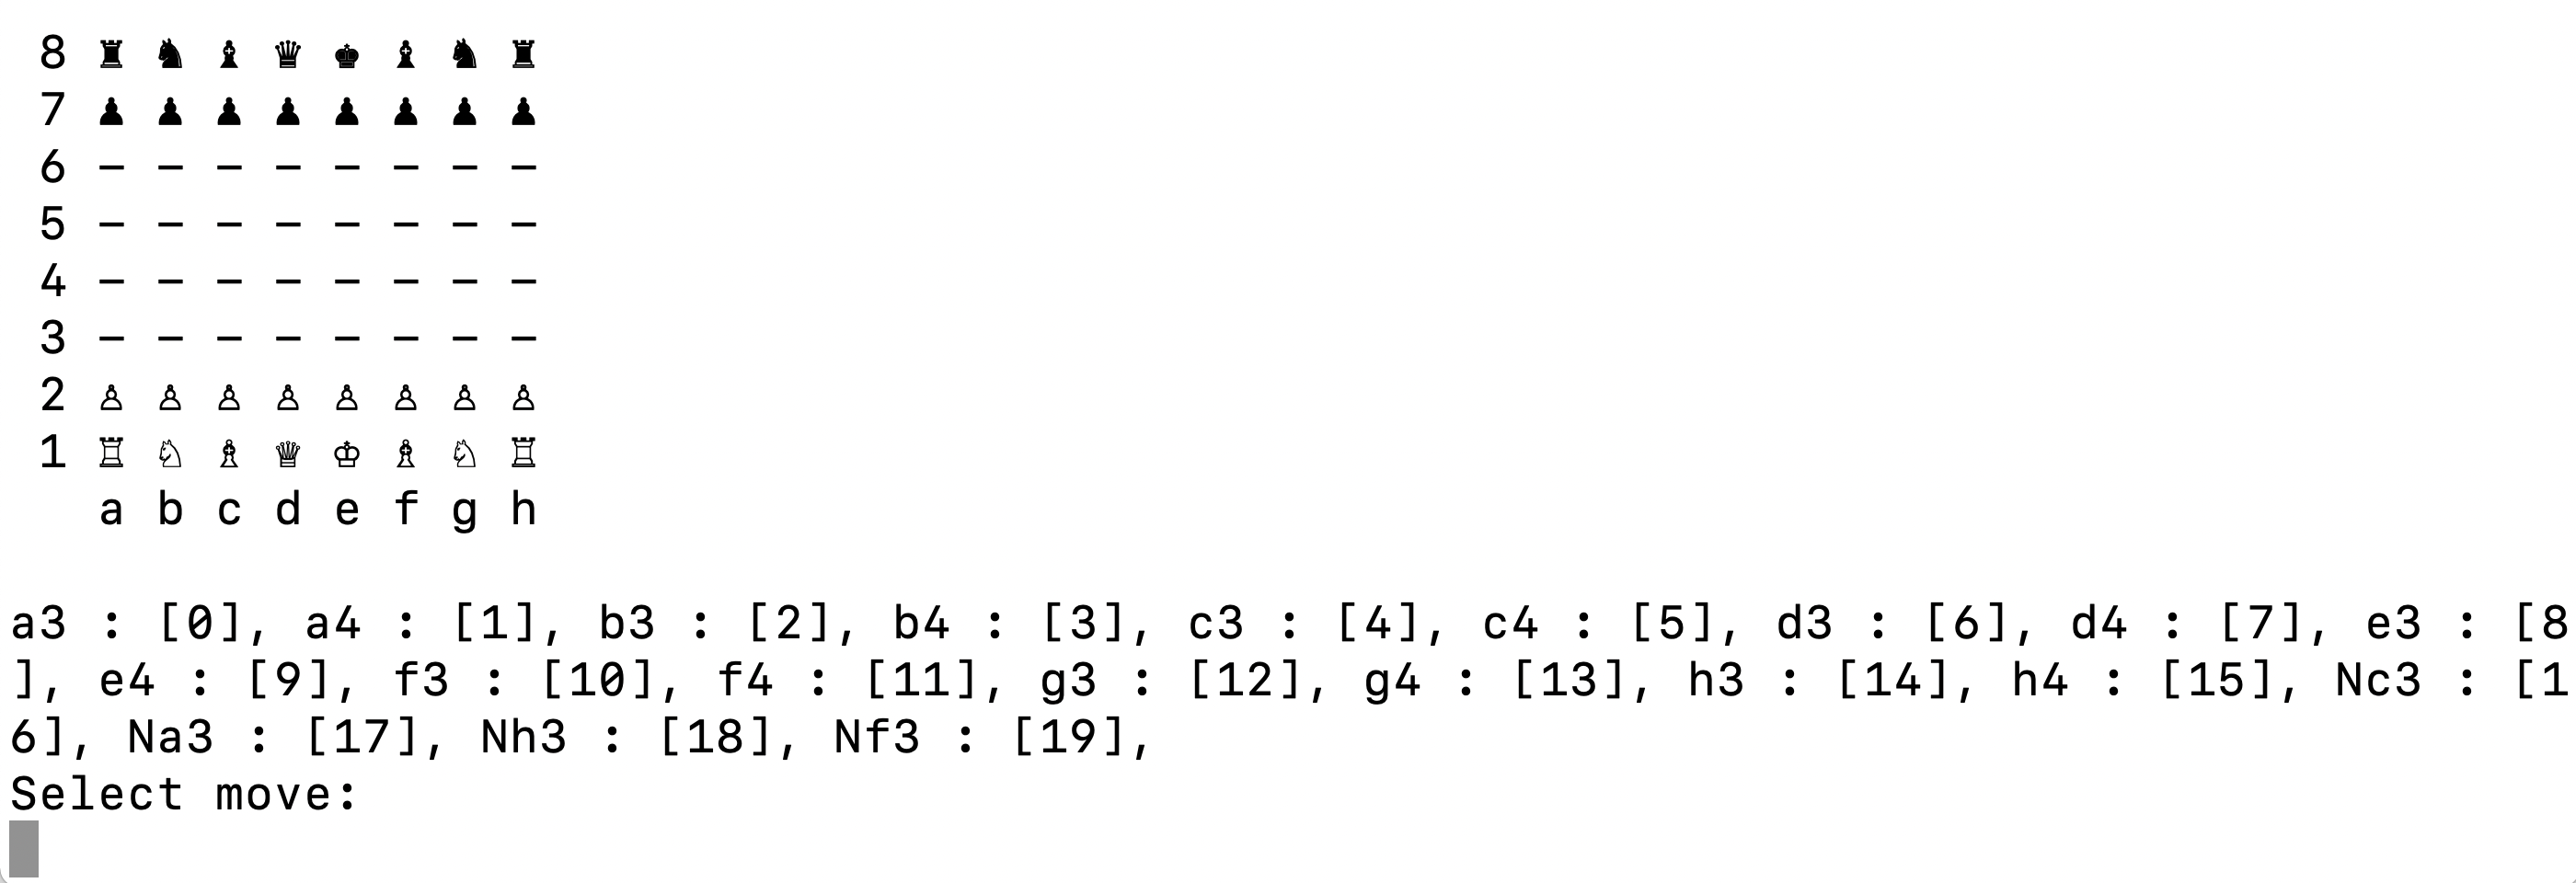 8 ♜ ♞ ♝ ♛ ♚ ♝ ♞ ♜
7 ♟ ♟ ♟ ♟ ♟ ♟ ♟ ♟
6 – – – – – – – –
5 – – – – – – – –
4 – – – – – – – –
3 – – – – – – – –
2 ♙ ♙ ♙ ♙ ♙ ♙ ♙ ♙
1 ♖ ♘ ♗ ♕ ♔ ♗ ♘ ♖
a b c d e f g h
a3 : [0], a4 : [1], b3 : [2], b4 : [3], c3 : [4], c4 : [5], d3 : [6], d4 : [7], e3 : [8
], e4 : [9], f3 : [10], f4 : [11], g3 : [12], g4 : [13], h3 : [14], h4 : [15], Nc3 : [1
6], Na3 : [17], Nh3 : [18], Nf3 : [19],
Select move: